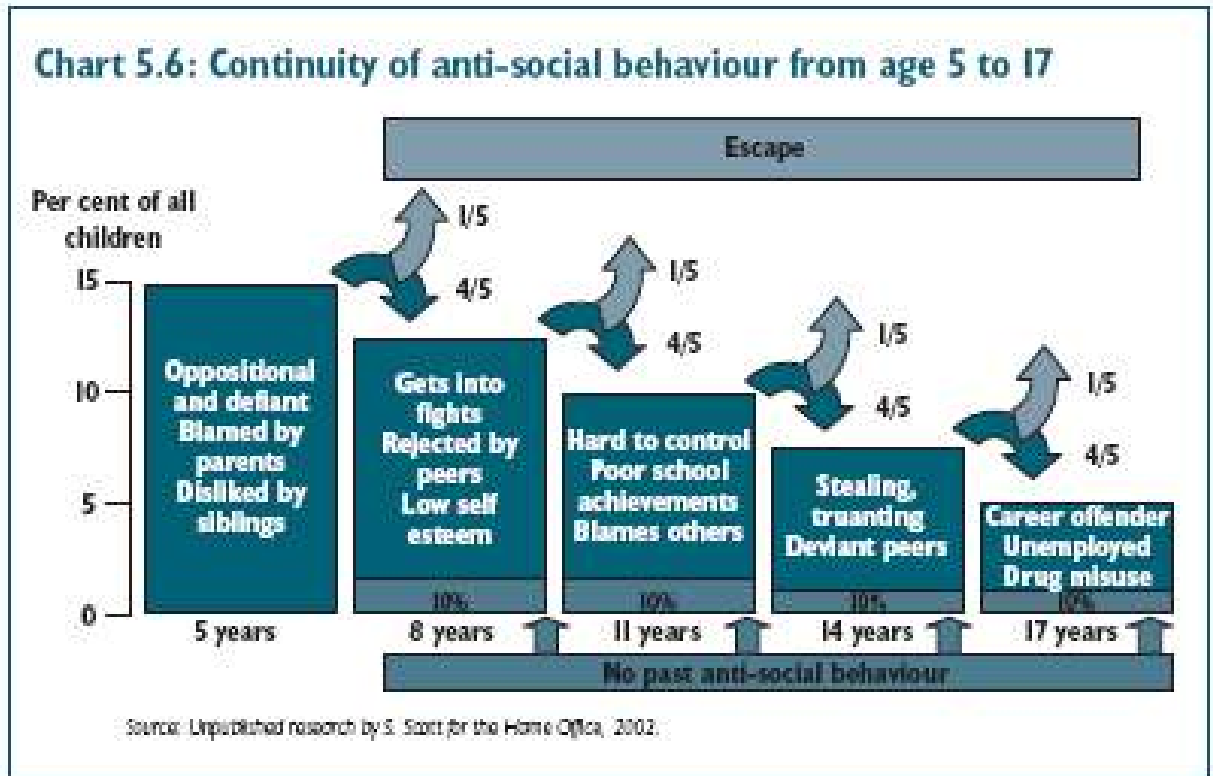 Chart 5.6: Continuity of anti-social behaviour from age 5 to 17
Escape
Per cent of all
children
15
10
5
0
1/5
4/5
1/5
4/5
1/5
4/5
1/5
4/5
Oppositional
and defiant
Blamed by
parents
Disliked by
siblings
Gets into
fights
Rejected by
peers
Low self
esteem
Hard to control
Poor school
achievements
Blames others
Stealing,
truanting
Deviant peers
Career offender
Unemployed
Drug misuse
10%
10%
10%
10%
5 years
8 years
11 years
14 years
17 years
No past anti-social behaviour
Source: Unpublished research by S. Scott for the Home Office, 2002.